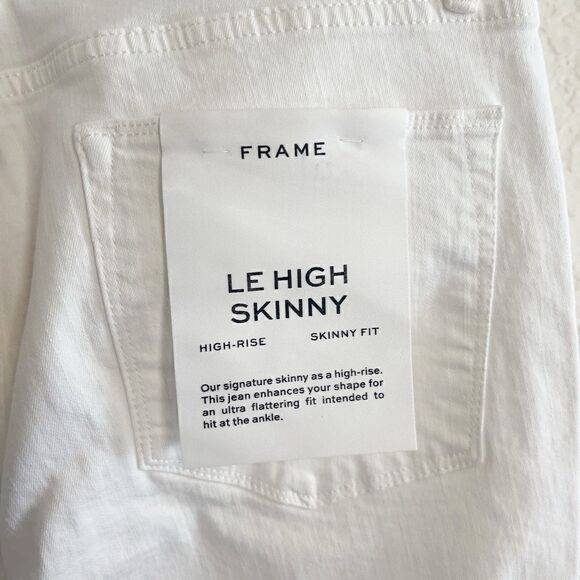 FRAME
LE HIGH
SKINNY
HIGH-RISE SKINNY FIT
Our signature skinny as a high-rise.
This jean enhances your shape for
an ultra flattering fit intended to
hit at the ankle.